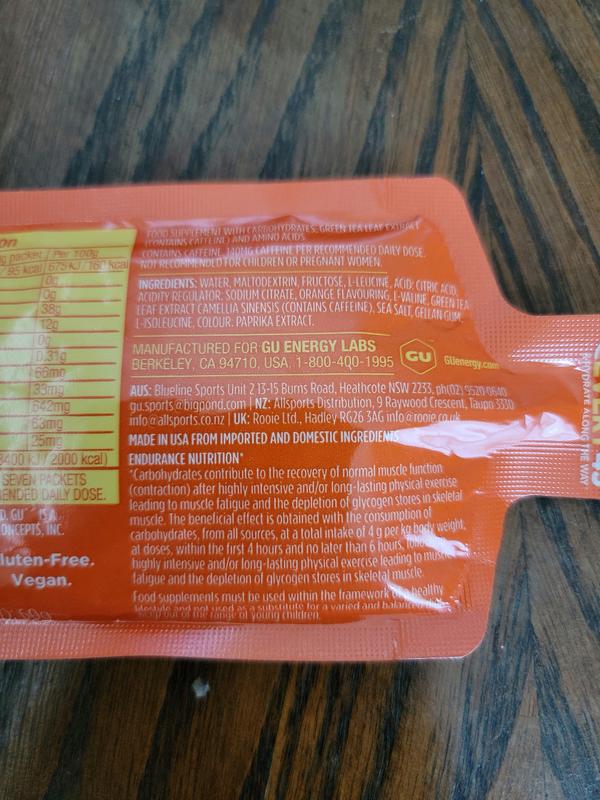 on
packet Per 100g
/ 95 kcal 675 KJ / 160 kcal
0g
0g
38g
12g
0g
0.31g
66mg
33mg
642mg
63mg
25mg
8400 kJ / 2000 kcal)
SEVEN PACKETS
ENDED DAILY DOSE.
ONCEPTS, INC.
luten-Free.
Vegan.
FOOD SUPPLEMENT WITH CARBOHYDRATES, GREEN TEA LEAF EXTRACT
(CONTAINS CAFFEINE) AND AMINO ACIDS
CONTAINS CAFFEINE. 140MG CAFFEINE PER RECOMMENDED DAILY DOSE.
NOT RECOMMENDED FOR CHILDREN OR PREGNANT WOMEN.
INGREDIENTS: WATER, MALTODEXTRIN, FRUCTOSE, L-LEUCINE, ACID: CITRIC ACID,
ACIDITY REGULATOR: SODIUM CITRATE, ORANGE FLAVOURING, L-VALINE, GREEN TEA
LEAF EXTRACT CAMELLIA SINENSIS (CONTAINS CAFFEINE), SEA SALT, GELLAN GUM,
L-ISOLEUCINE, COLOUR: PAPRIKA EXTRACT.
MANUFACTURED FOR GU ENERGY LABS
BERKELEY, CA 94710, USA. 1-800-400-1995
GU
GUenergy.com
AUS: Blueline Sports Unit 2 13-15 Burns Road, Heathcote NSW 2233, ph(02) 9520 0640
gu.sports@bigpond.com | NZ: Allsports Distribution, 9 Raywood Crescent, Taupo 3330
info@allsports.co.nz | UK: Rooie Ltd., Hadley RG26 3AG info@rooie.co.uk
MADE IN USA FROM IMPORTED AND DOMESTIC INGREDIENTS
ENDURANCE NUTRITION*
*Carbohydrates contribute to the recovery of normal muscle function
(contraction) after highly intensive and/or long-lasting physical exercise
leading to muscle fatigue and the depletion of glycogen stores in skeletal
muscle. The beneficial effect is obtained with the consumption of
carbohydrates, from all sources, at a total intake of 4 g per kg body weight,
at doses, within the first 4 hours and no later than 6 hours,
highly intensive and/or long-lasting physical exercise leading to muscle
fatigue and the depletion of glycogen stores in skeletal muscle.
Food supplements must be used within the framework of a healthy
lifestyle and not used as a substitute for a varied and balanced
Keep out of the range of young children.
EVERY 45
HYDRATE ALONG THE WAY